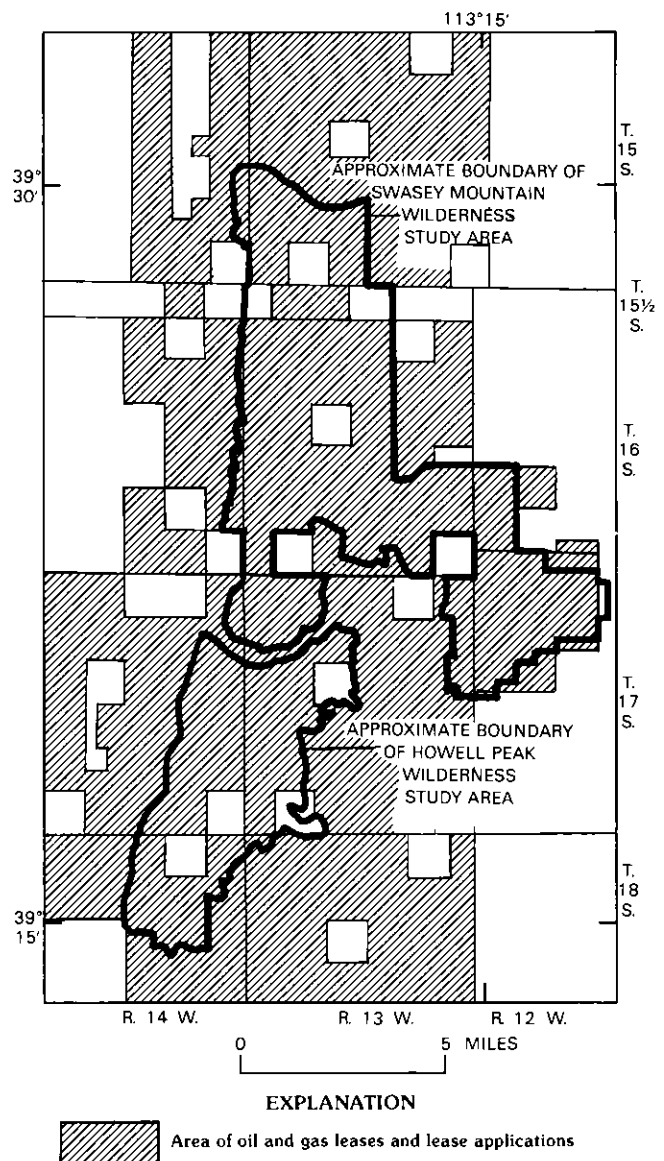 113°15′
T.
15
S.
39°
30′
APPROXIMATE BOUNDARY OF
SWASEY MOUNTAIN
WILDERNESS
STUDY AREA
T.
15½
S.
T.
16
S.
T.
17
S.
APPROXIMATE BOUNDARY
OF HOWELL PEAK
WILDERNESS
STUDY AREA
T.
18
S.
39°
15′
R. 14 W. R. 13 W. R. 12 W.
0 5 MILES
EXPLANATION
Area of oil and gas leases and lease applications